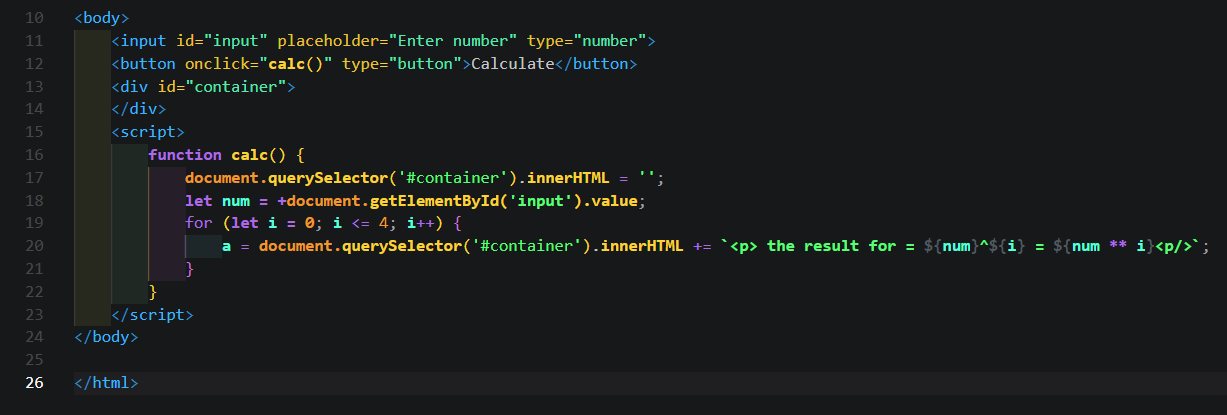 10 <body>
11 <input id="input" placeholder="Enter number" type="number">
12 <button onclick="calc()" type="button">Calculate</button>
13 <div id="container">
14 </div>
15 <script>
16 function calc() {
17 document.querySelector('#container').innerHTML = '';
18 let num = +document.getElementById('input').value;
19 for (let i = 0; i <= 4; i++) {
20 a = document.querySelector('#container').innerHTML += `<p> the result for = ${num}^${i} = ${num ** i}<p/>`;
21 }
22 }
23 </script>
24 </body>
25
26 </html>